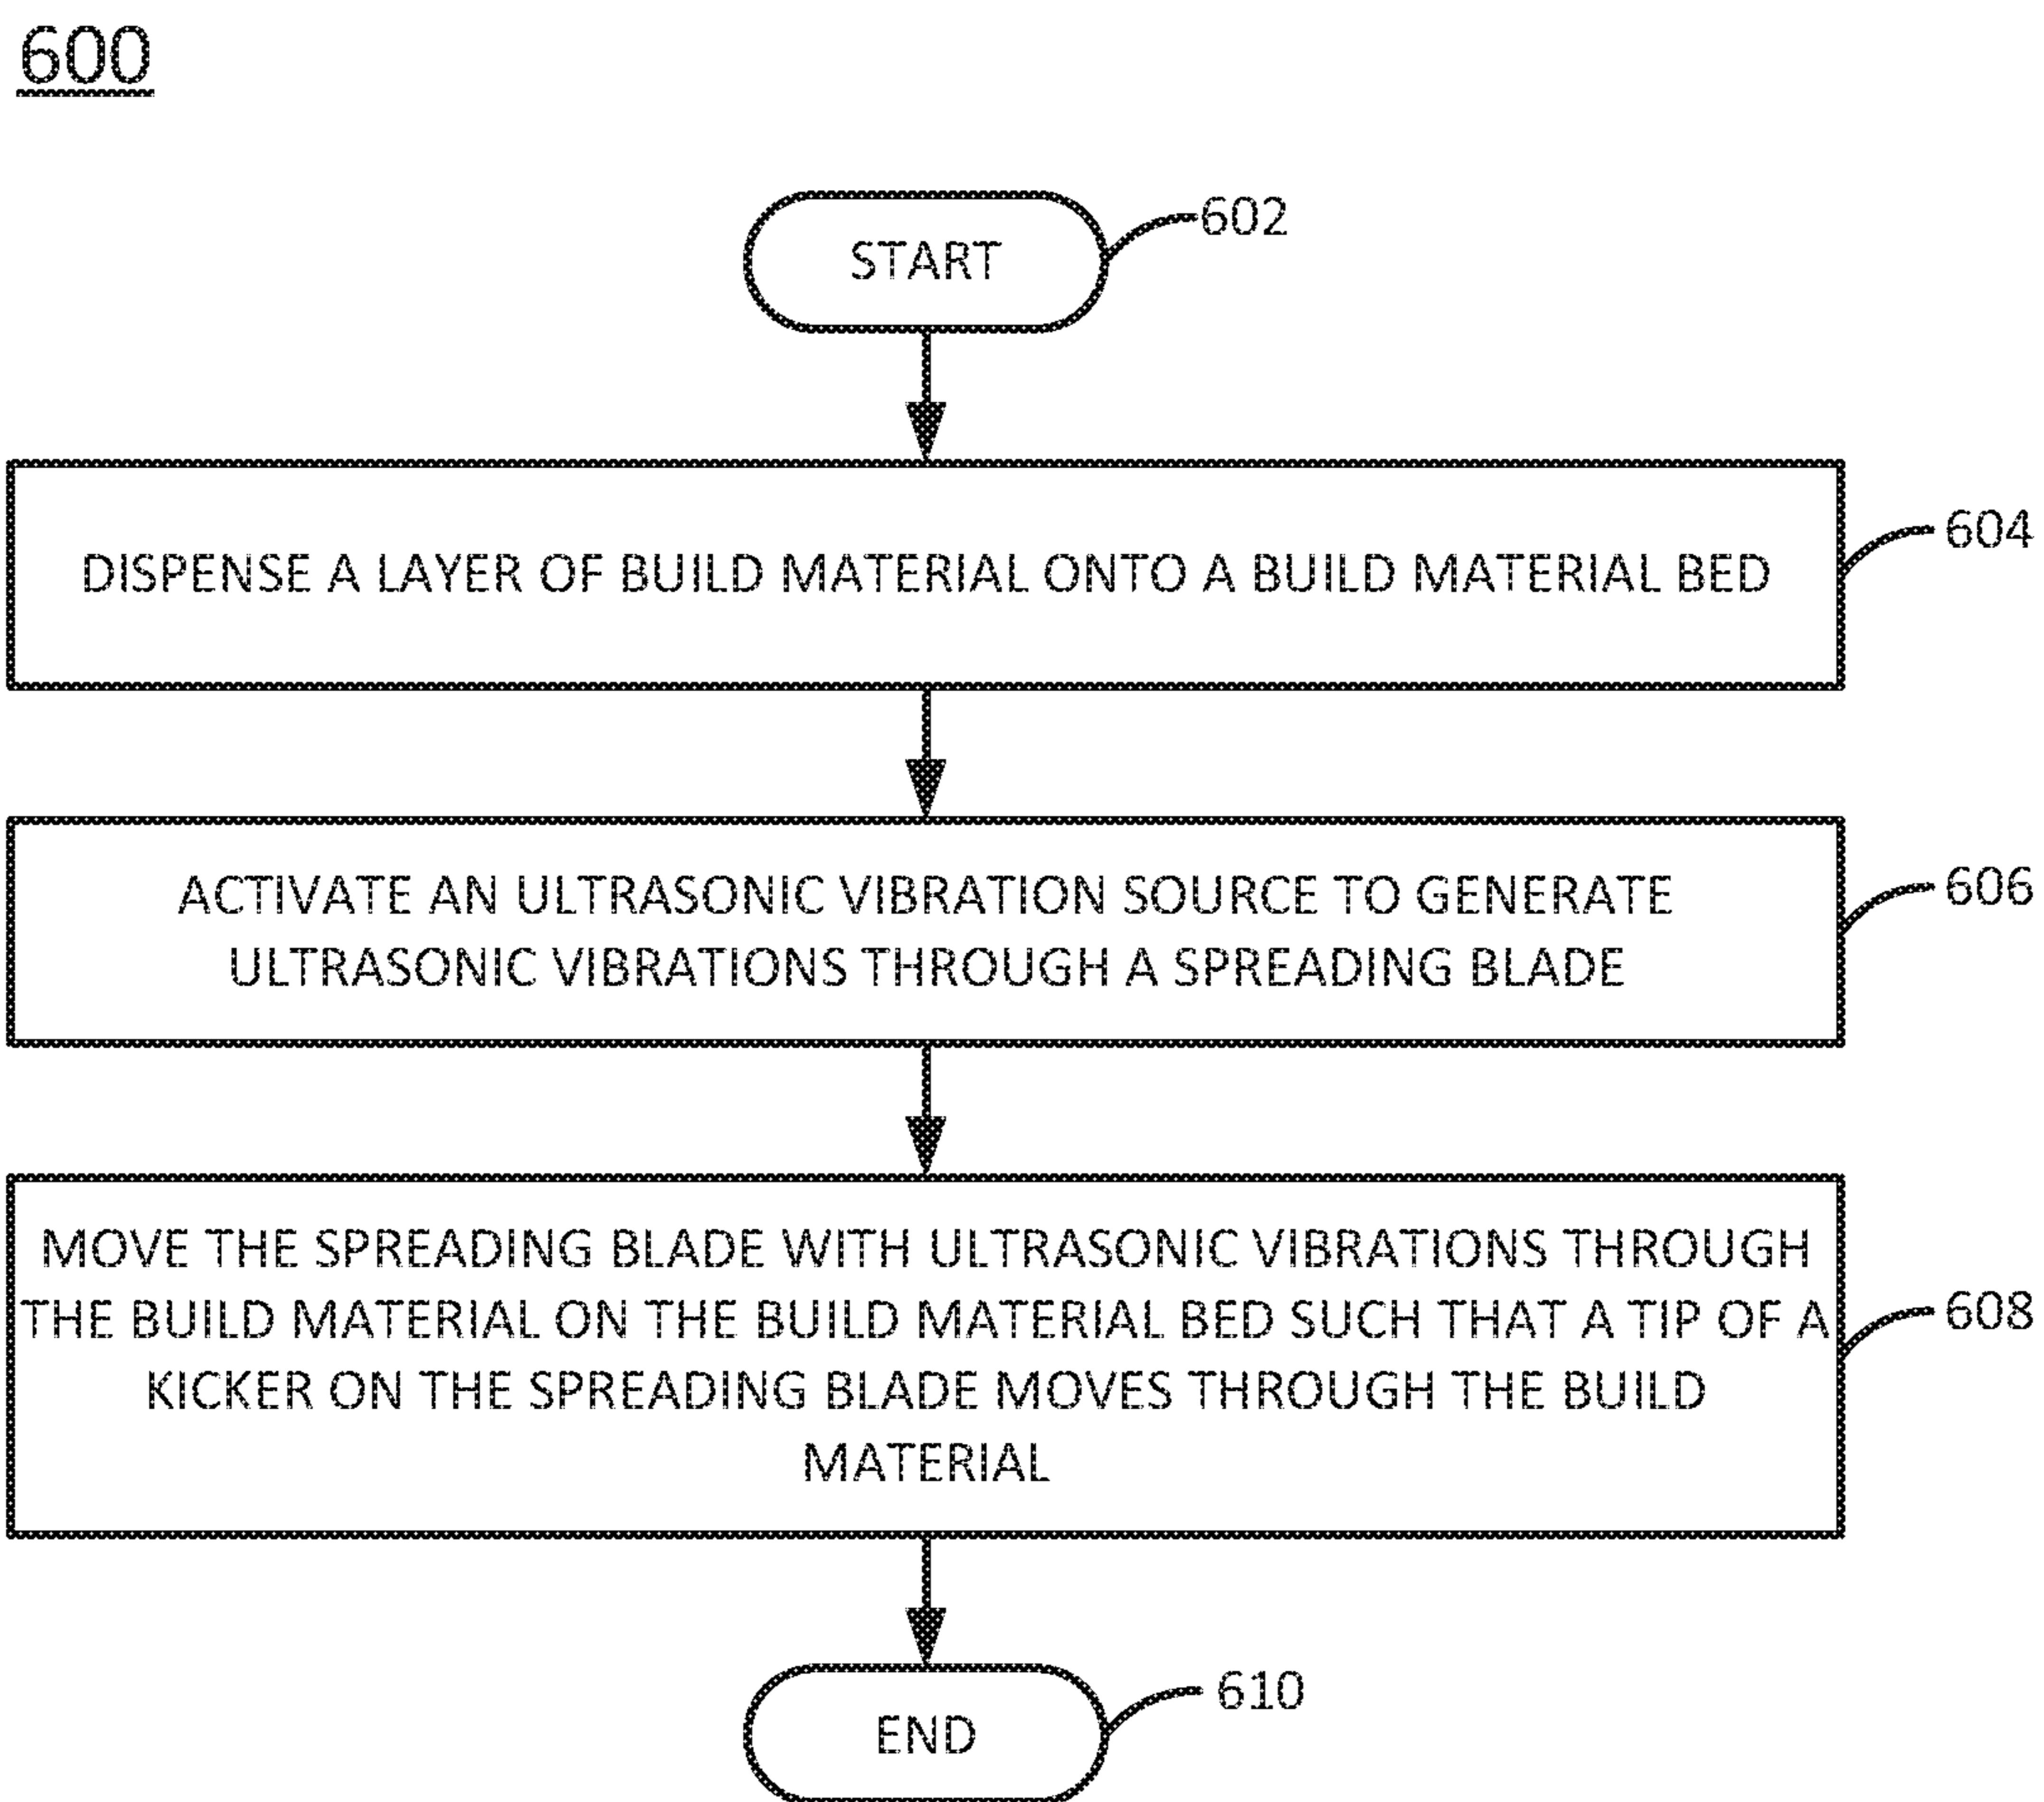 600
602
START
604
DISPENSE A LAYER OF BUILD MATERIAL ONTO A BUILD MATERIAL BED
606
ACTIVATE AN ULTRASONIC VIBRATION SOURCE TO GENERATE
ULTRASONIC VIBRATIONS THROUGH A SPREADING BLADE
MOVE THE SPREADING BLADE WITH ULTRASONIC VIBRATIONS THROUGH
THE BUILD MATERIAL ON THE BUILD MATERIAL BED SUCH THAT A TIP OF A
608
KICKER ON THE SPREADING BLADE MOVES THROUGH THE BUILD
MATERIAL
610
END